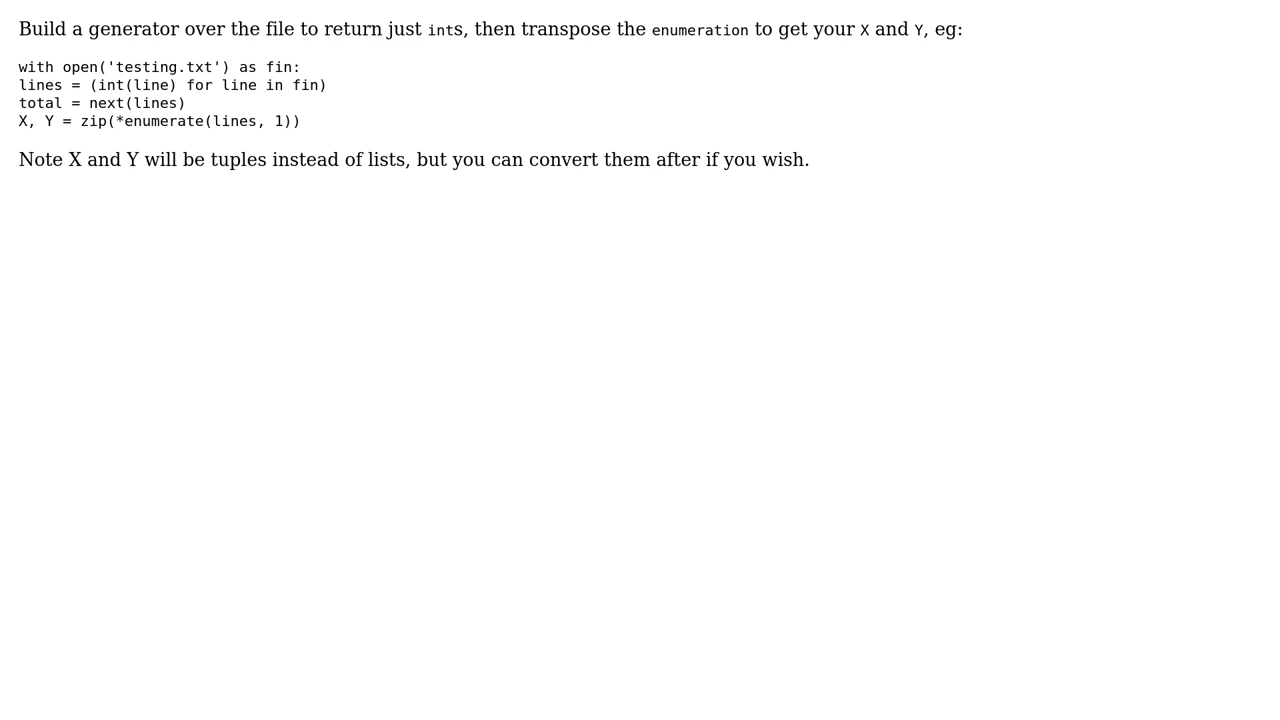 Build a generator over the file to return just ints, then transpose the enumeration to get your X and Y, eg:
with open('testing.txt') as fin:
lines = (int(line) for line in fin)
total = next(lines)
X, Y = zip(*enumerate(lines, 1))
Note X and Y will be tuples instead of lists, but you can convert them after if you wish.